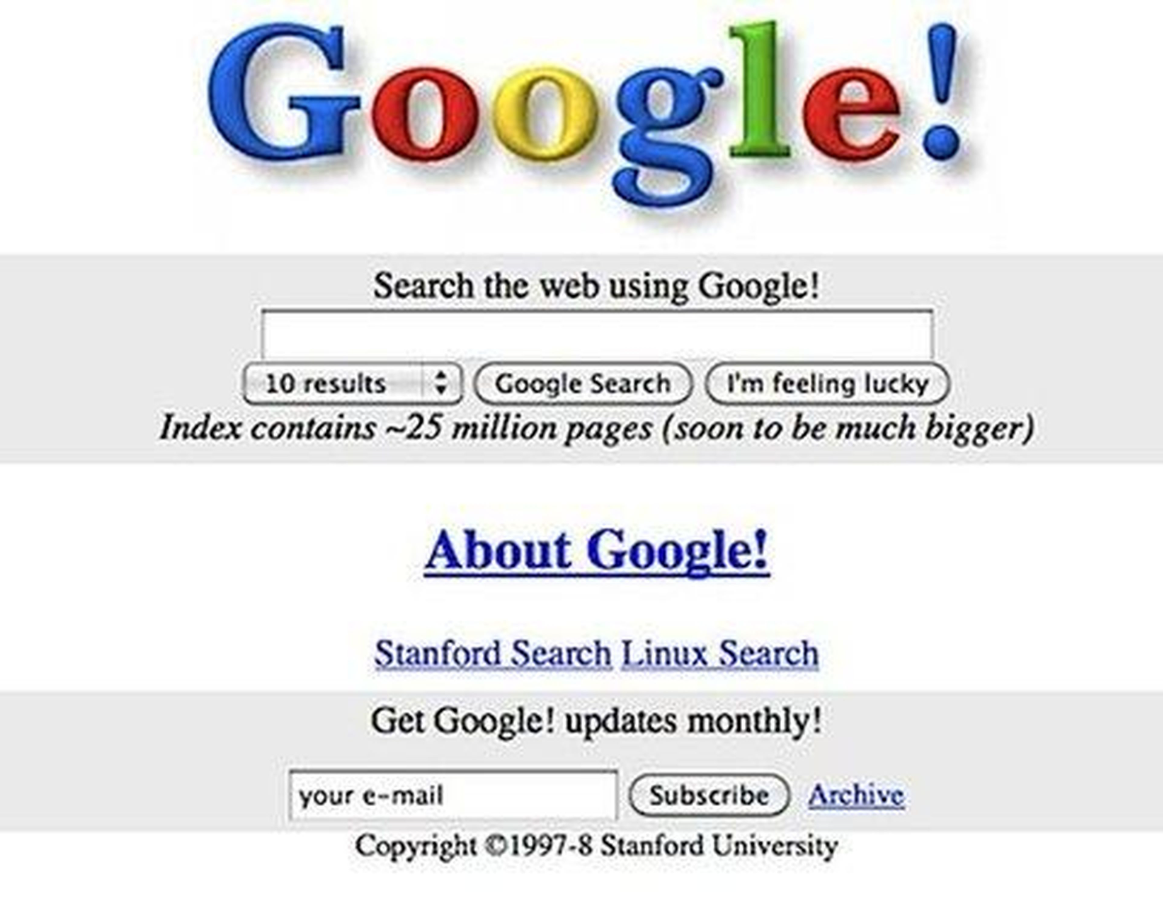 Google!
Search the web using Google!
10 results Google Search I'm feeling lucky
Index contains ~25 million pages (soon to be much bigger)
About Google!
Stanford Search Linux Search
Get Google! updates monthly!
your e-mail Subscribe Archive
Copyright ©1997-8 Stanford University